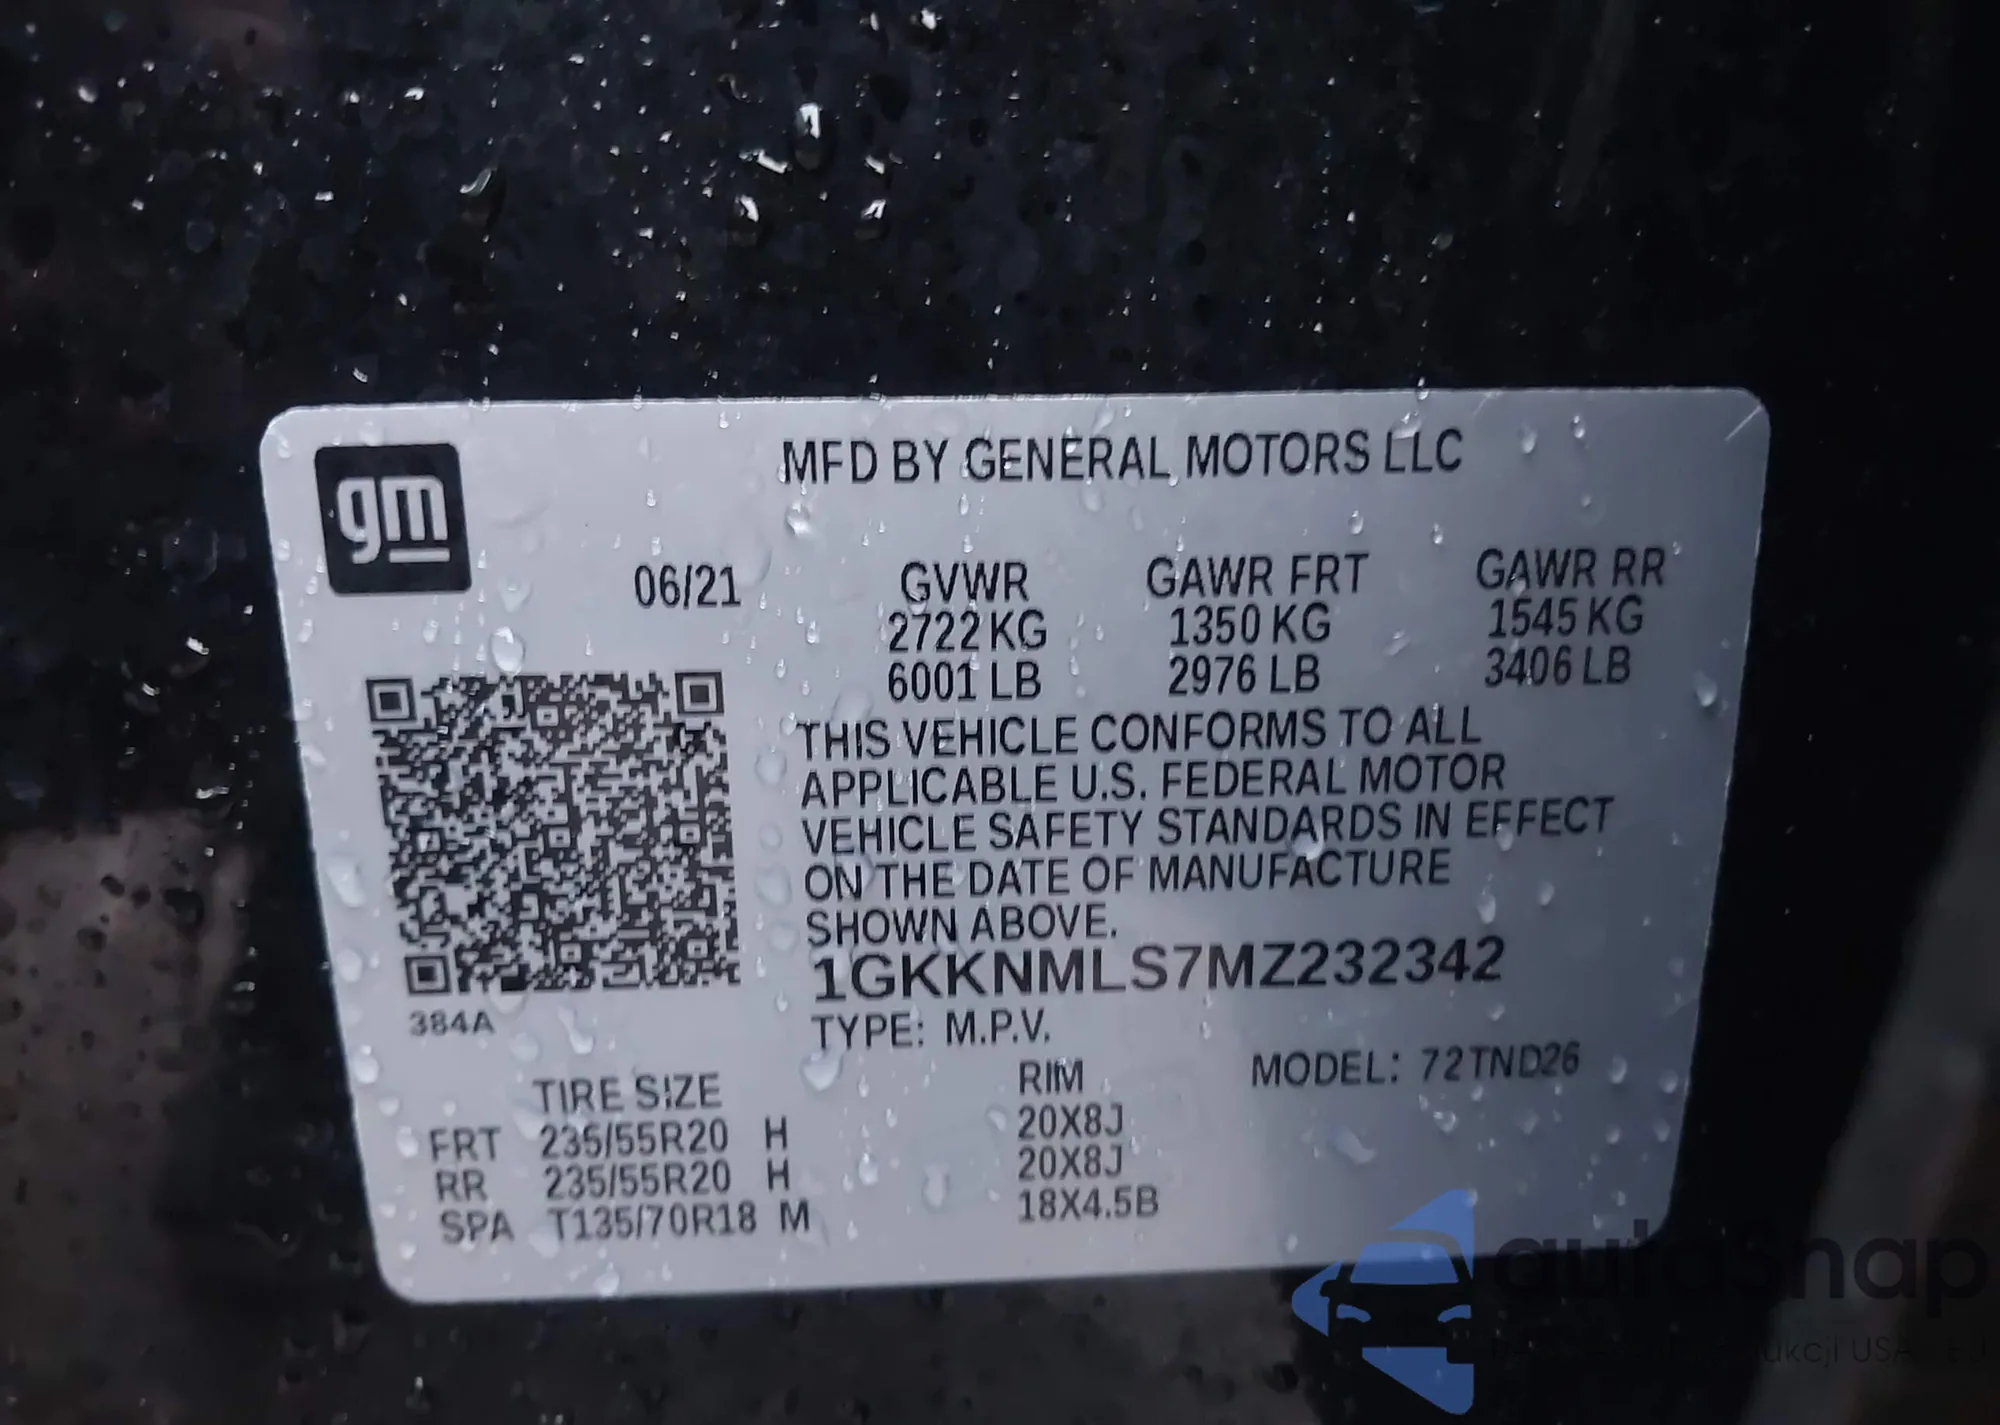 gm
MFD BY GENERAL MOTORS LLC
06/21 GVWR GAWR FRT GAWR RR
2722 KG 1350 KG 1545 KG
6001 LB 2976 LB 3406 LB
THIS VEHICLE CONFORMS TO ALL
APPLICABLE U.S. FEDERAL MOTOR
VEHICLE SAFETY STANDARDS IN EFFECT
ON THE DATE OF MANUFACTURE
SHOWN ABOVE.
1GKKNMLS7MZ232342
384A
TYPE: M.P.V.
TIRE SIZE RIM MODEL: 72TND26
FRT 235/55R20 H 20X8J
RR 235/55R20 H 20X8J
SPA T135/70R18 M 18X4.5B
autosnap
USA